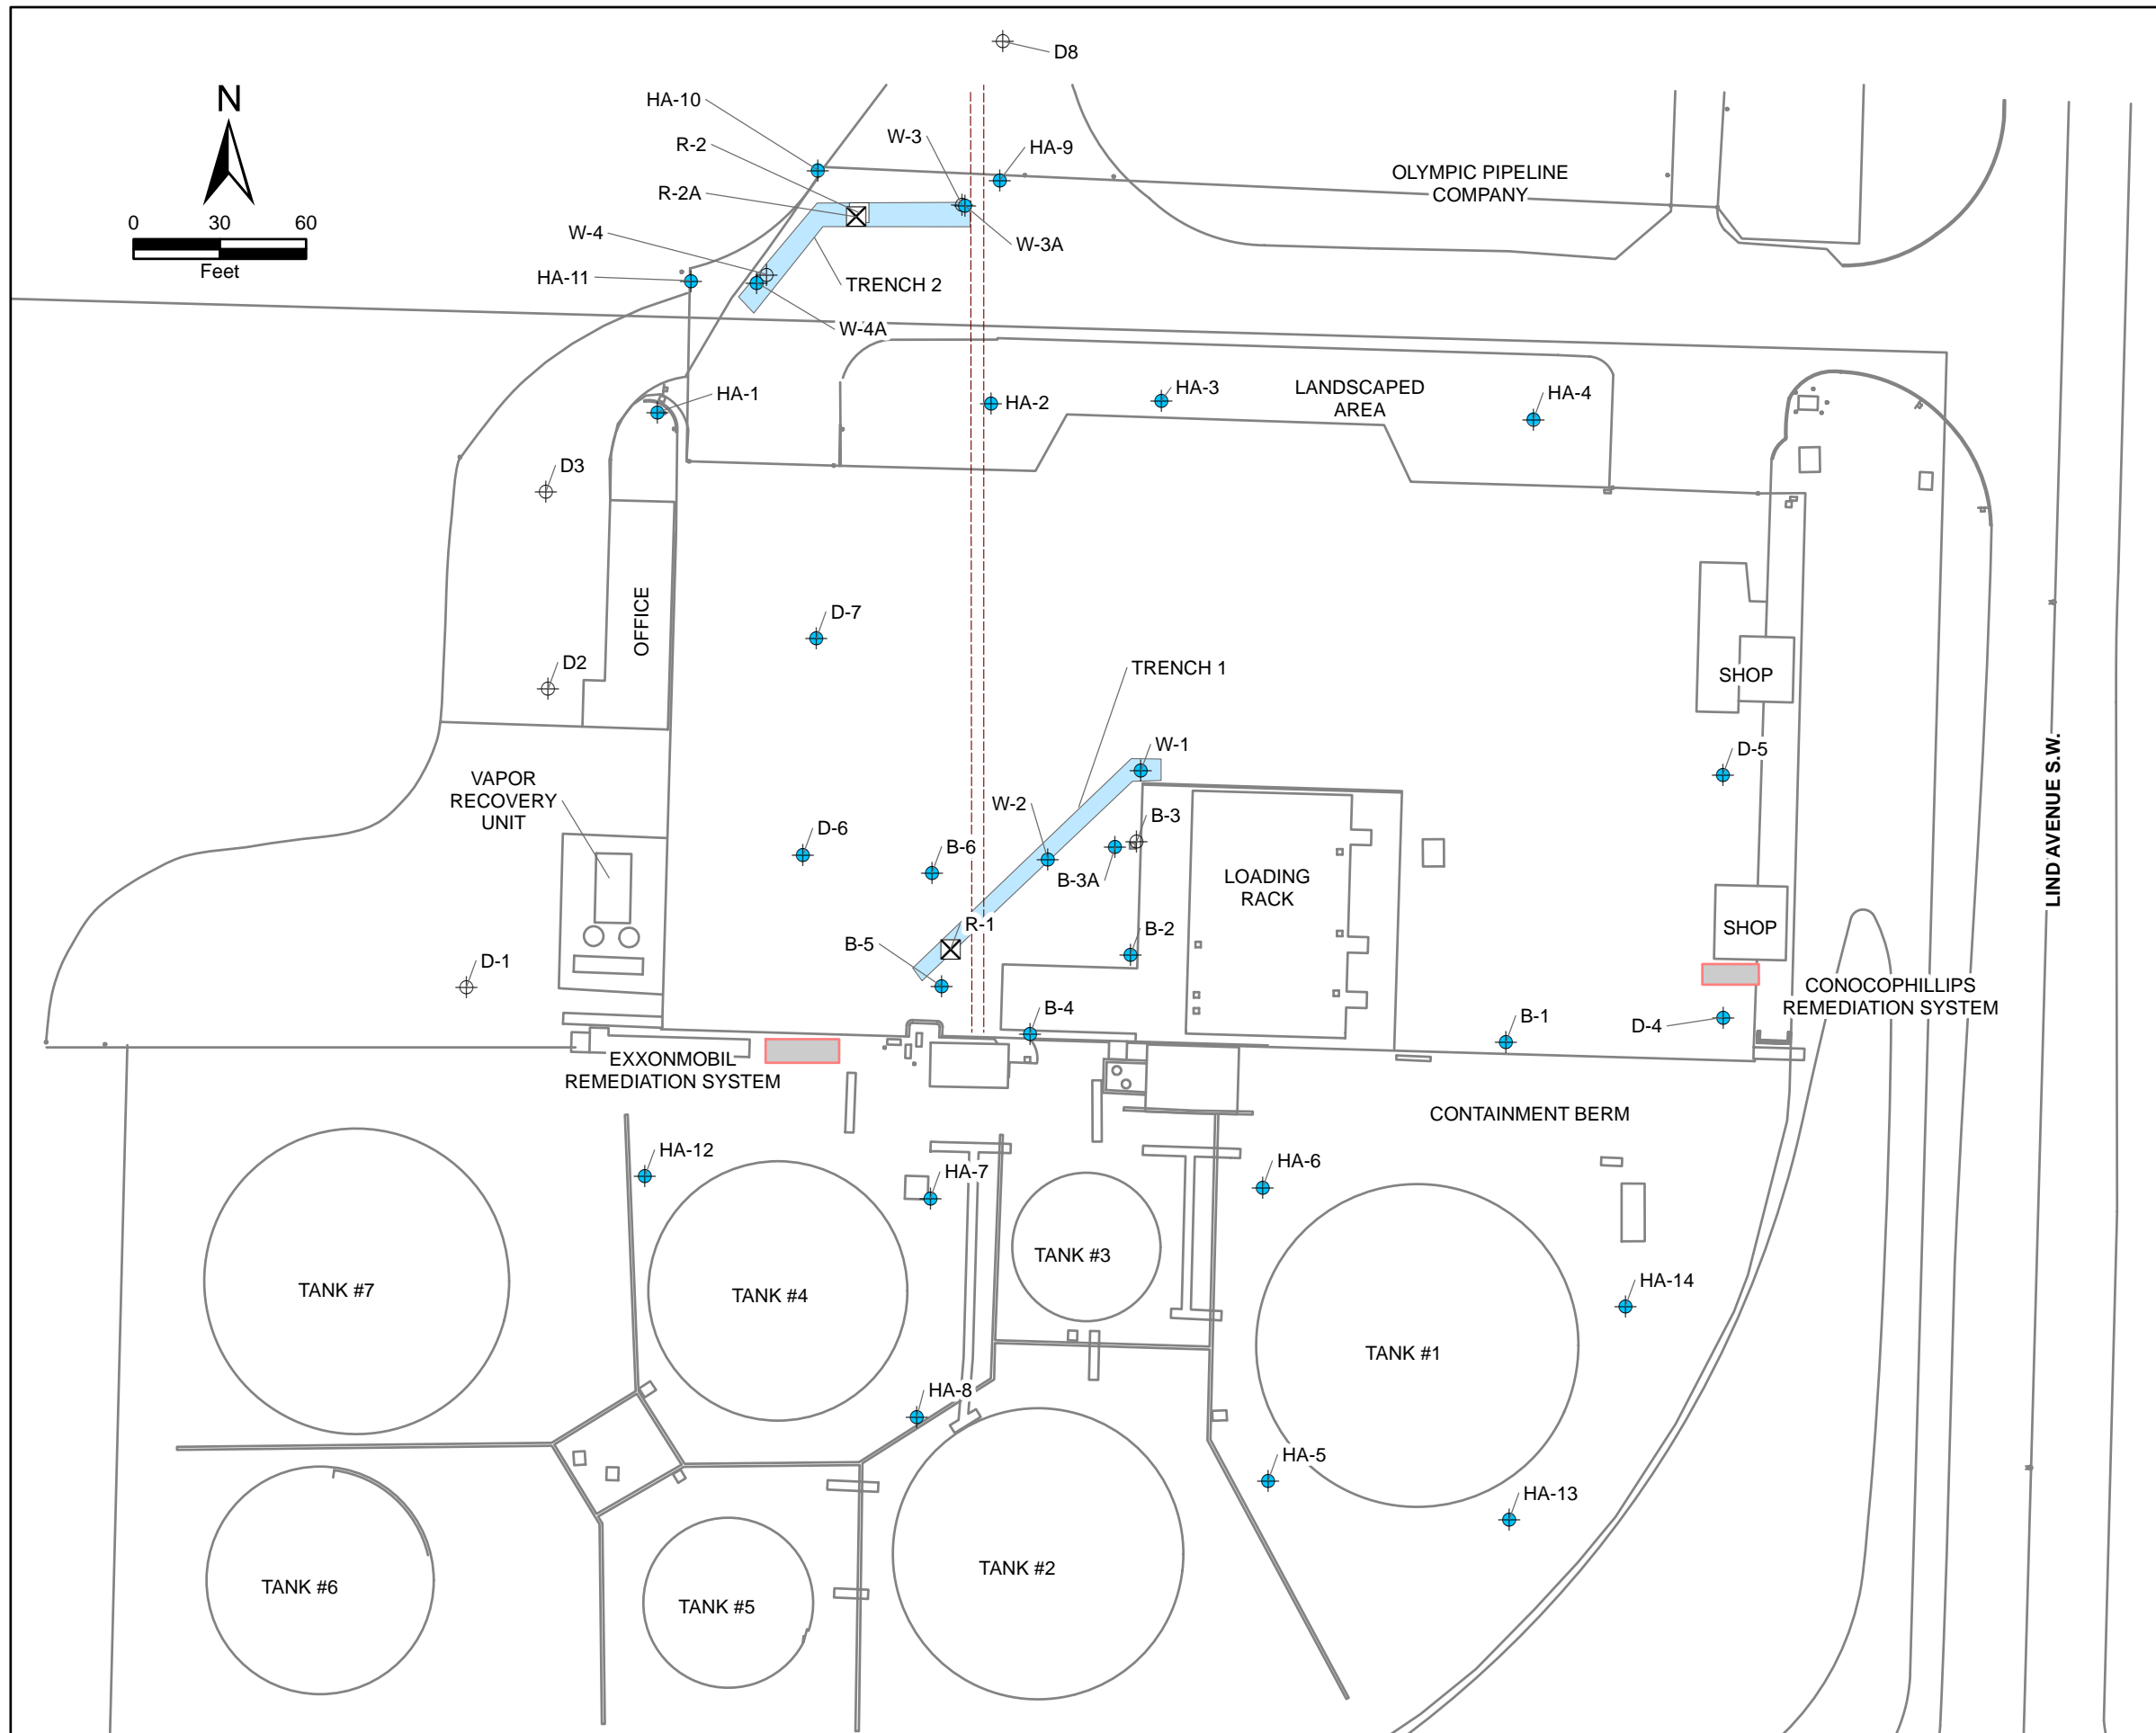 D8
N
HA-10
W-3
R-2
HA-9
OLYMPIC PIPELINE
COMPANY
R-2A
0 30 60
Feet
W-4
W-3A
HA-11
TRENCH 2
W-4A
HA-1
HA-2
HA-3
LANDSCAPED
AREA
HA-4
D3
OFFICE
D-7
D2
TRENCH 1
SHOP
W-1
D-5
LIND AVENUE S.W.
VAPOR
RECOVERY
UNIT
W-2
B-3
D-6
B-6
B-3A
LOADING
RACK
R-1
B-5
B-2
SHOP
D-1
CONOCOPHILLIPS
REMEDIATION SYSTEM
B-4
B-1
D-4
EXXONMOBIL
REMEDIATION SYSTEM
CONTAINMENT BERM
HA-12
HA-7
HA-6
TANK #3
TANK #7
TANK #4
HA-14
TANK #1
HA-8
HA-5
HA-13
TANK #2
TANK #6
TANK #5